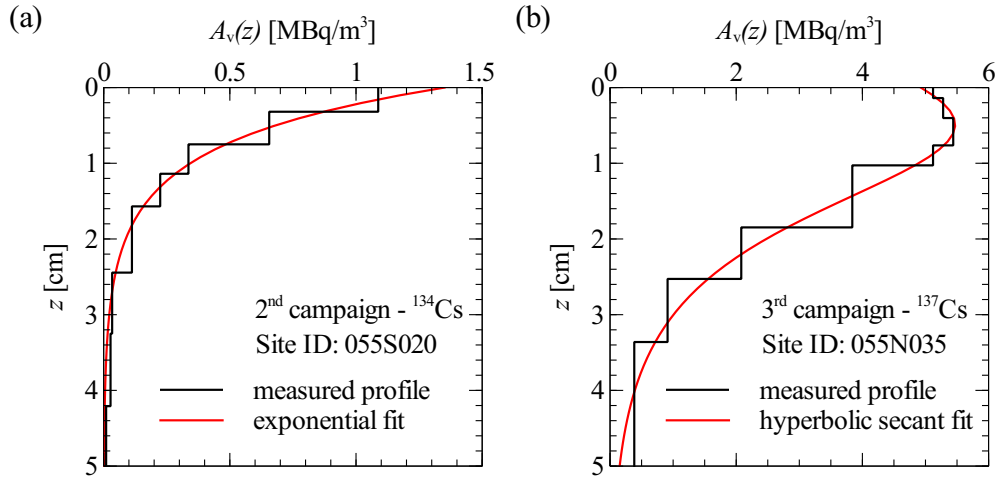 (a)
A_v(z) [MBq/m³]
0 0.5 1 1.5
0
1
2
3
4
5
z [cm]
2nd campaign - ¹³⁴Cs
Site ID: 055S020
measured profile
exponential fit
(b)
A_v(z) [MBq/m³]
0 2 4 6
0
1
2
3
4
5
z [cm]
3rd campaign - ¹³⁷Cs
Site ID: 055N035
measured profile
hyperbolic secant fit